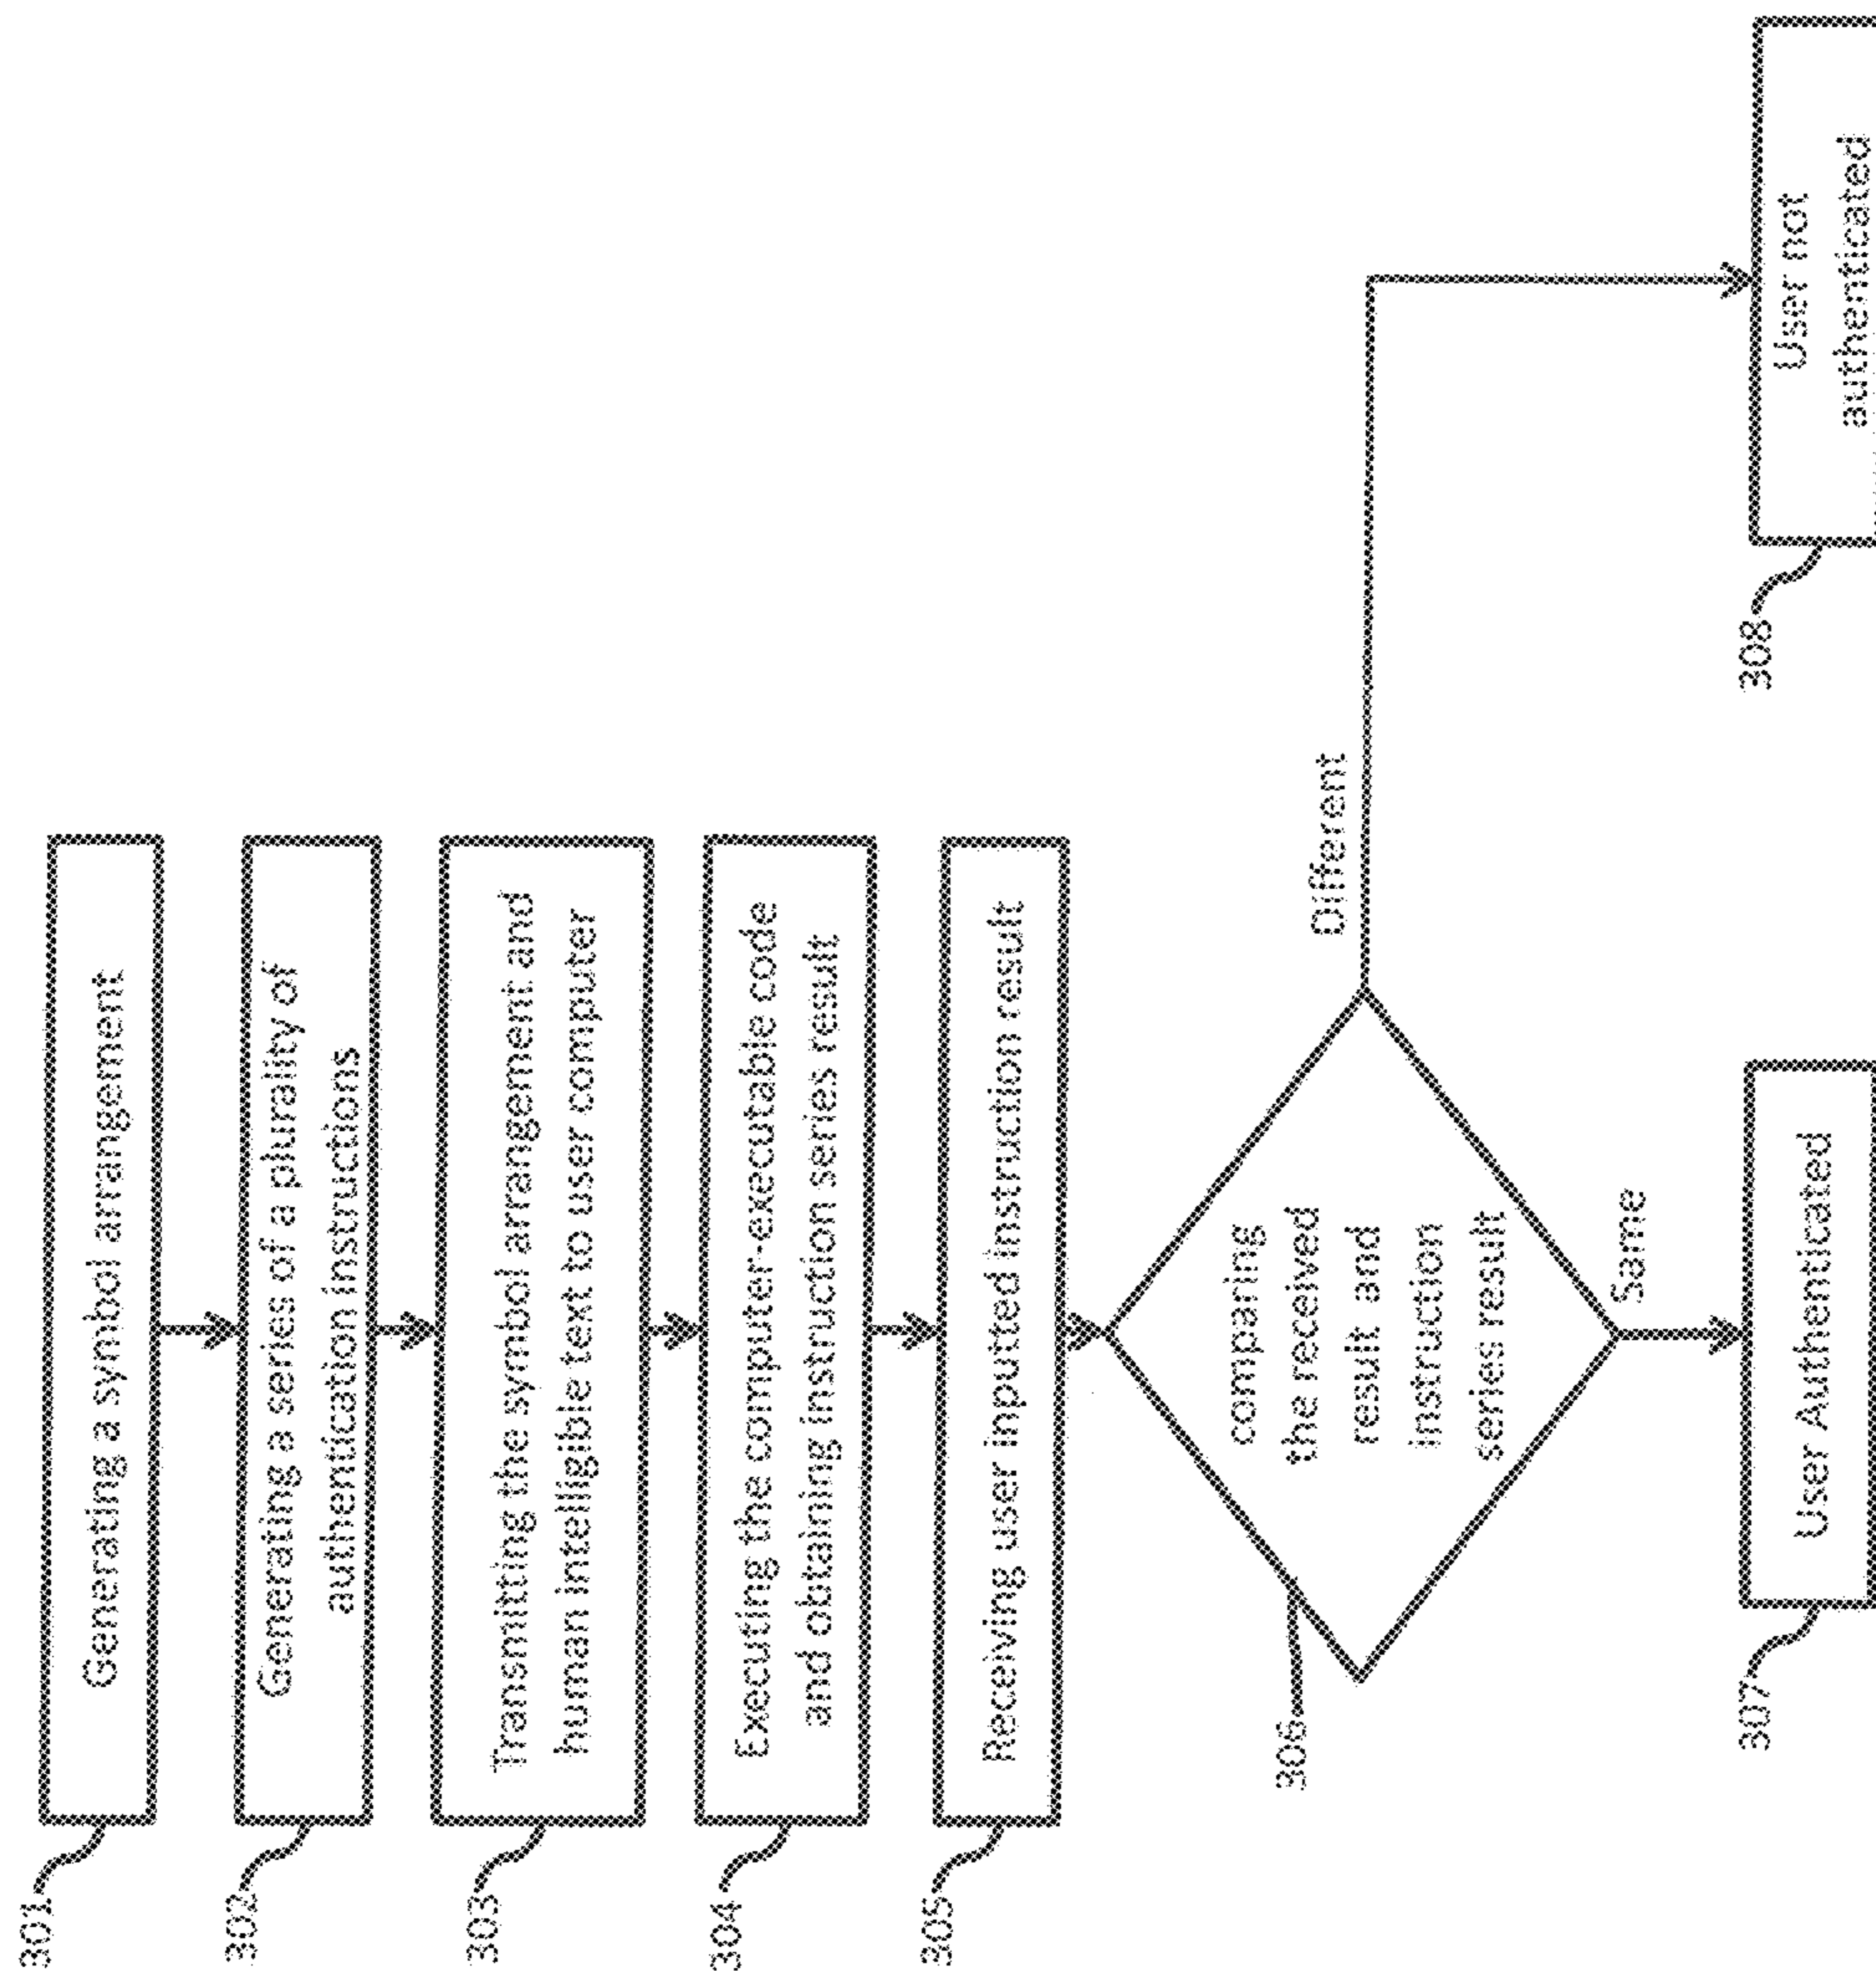 301
Generating a symbol arrangement
302
Generating a series of a plurality of
authentication instructions
303
Transmitting the symbol arrangement and
human intelligible text to user computer
304
Executing the computer-executable code
and obtaining instruction series result
305
Receiving user inputed instruction result
306
comparing
the received
result and
instruction
series result
Different
Same
307
User Authenticated
308
User not
authenticated